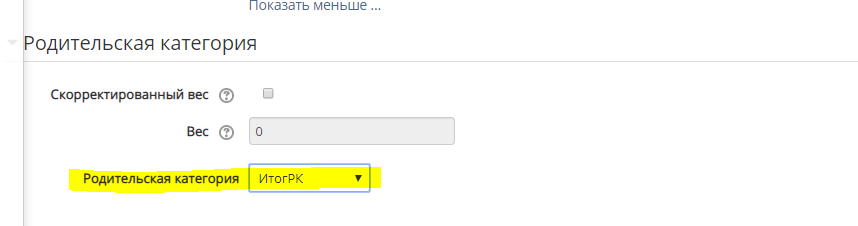 Показать меньше ...
Родительская категория
Скорректированный вес
Вес
0
Родительская категория ИтогРК